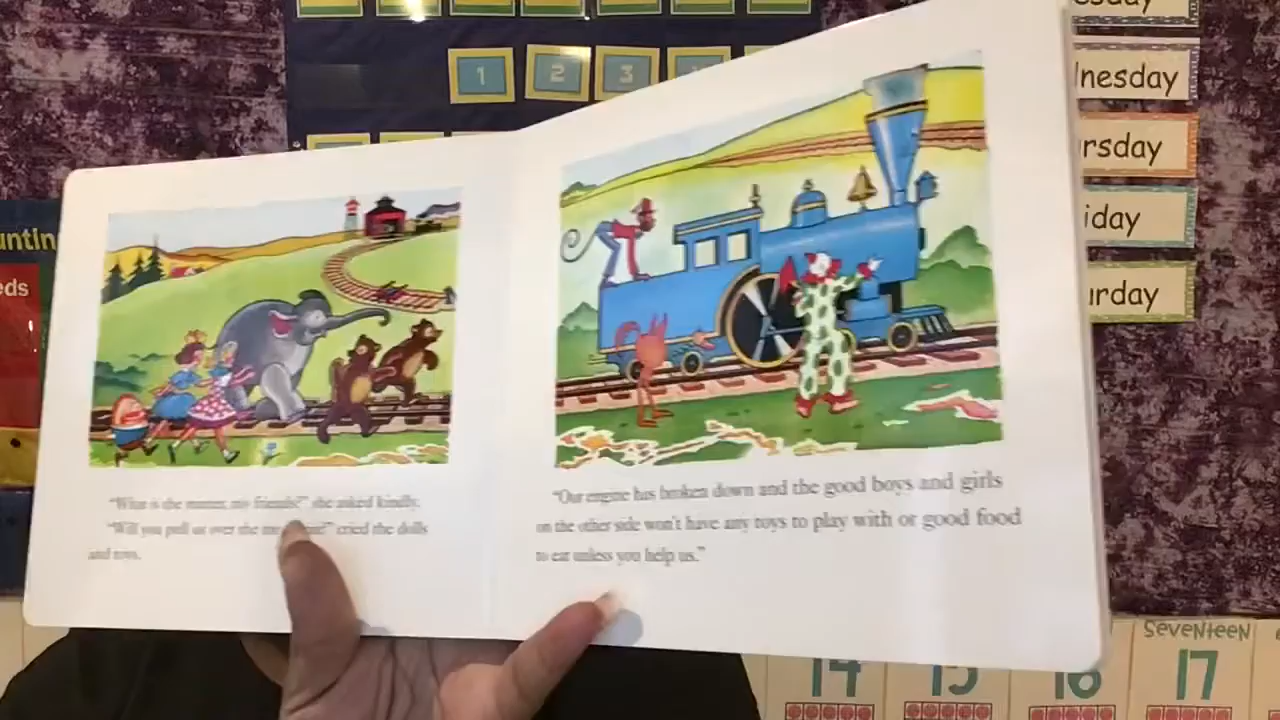 1 2 3
esday
nesday
rsday
iday
urday
untin
eds
"What is the matter, my friends?" she asked kindly.
"Will you pull us over the cried the dolls
and toys.
"Our engine has broken down and the good boys and girls
on the other side won't have any toys to play with or good food
to eat unless you help us."
SEVENTEEN
14 15 16 17